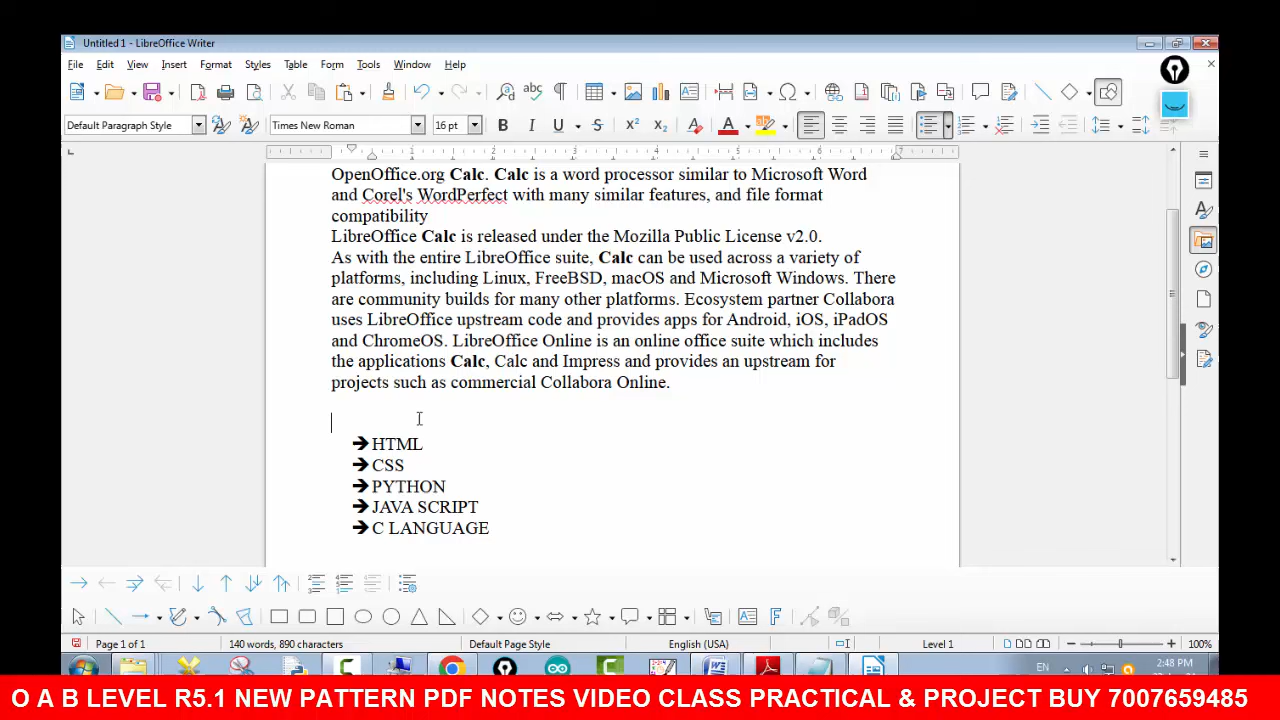 Untitled 1 - LibreOffice Writer
File Edit View Insert Format Styles Table Form Tools Window Help
Default Paragraph Style Times New Roman 16 pt
OpenOffice.org Calc. Calc is a word processor similar to Microsoft Word
and Corel's WordPerfect with many similar features, and file format
compatibility
LibreOffice Calc is released under the Mozilla Public License v2.0.
As with the entire LibreOffice suite, Calc can be used across a variety of
platforms, including Linux, FreeBSD, macOS and Microsoft Windows. There
are community builds for many other platforms. Ecosystem partner Collabora
uses LibreOffice upstream code and provides apps for Android, iOS, iPadOS
and ChromeOS. LibreOffice Online is an online office suite which includes
the applications Calc, Calc and Impress and provides an upstream for
projects such as commercial Collabora Online.
➔ HTML
➔ CSS
➔ PYTHON
➔ JAVA SCRIPT
➔ C LANGUAGE
Page 1 of 1 140 words, 890 characters Default Page Style English (USA) Level 1 100%
EN 2:48 PM
O A B LEVEL R5.1 NEW PATTERN PDF NOTES VIDEO CLASS PRACTICAL & PROJECT BUY 7007659485